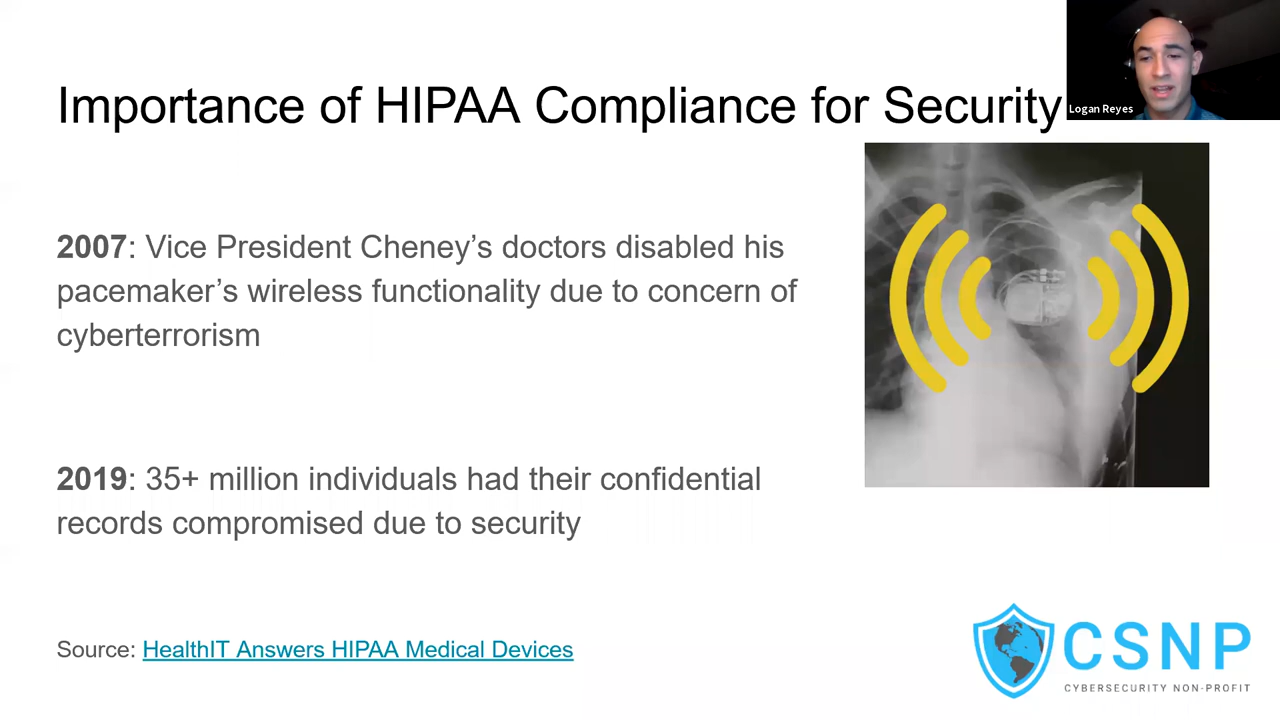 Importance of HIPAA Compliance for Security
Logan Reyes
2007: Vice President Cheney’s doctors disabled his
pacemaker’s wireless functionality due to concern of
cyberterrorism
2019: 35+ million individuals had their confidential
records compromised due to security
Source: HealthIT Answers HIPAA Medical Devices
CSNP
CYBERSECURITY NON-PROFIT